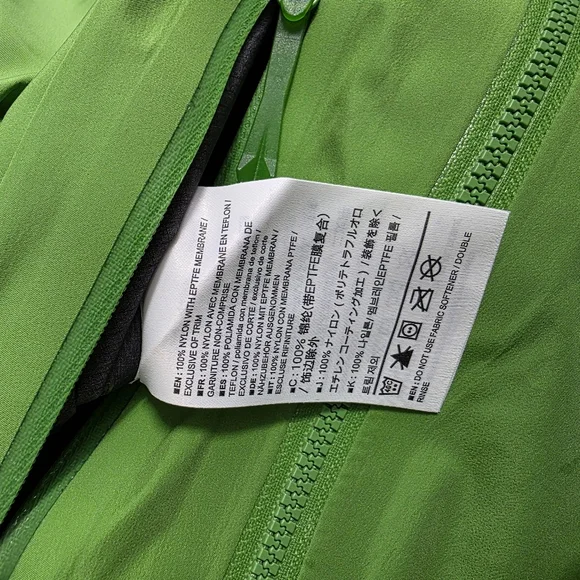 ■EN : 100% NYLON WITH EPTFE MEMBRANE /
EXCLUSIVE OF TRIM
■FR : 100% NYLON AVEC MEMBRANE EN TEFLON /
GARNITURE NON-COMPRISE
■ES : 100% POLIAMIDA CON MEMBRANA DE
TEFLON / poliamida con membrana de teflon /
■DE : 100% NYLON MIT EPTFE MEMBRAN /
NÄHZUBEHÖR AUSGENOMMEN
■IT : 100% NYLON CON MEMBRANA PTFE /
ESCLUSE RIFINITURE
■C : 100% 锦纶(带EPTFE膜复合)
/ 饰边除外
■J : 100% ナイロン ( ポリテトラフルオロ
エチレン コーティング加工 ) / 装飾を除く
■K : 100% 나일론/ 멤브레인EPTFE 필름 /
트림 제외
40
■EN : DO NOT USE FABRIC SOFTENER / DOUBLE
RINSE